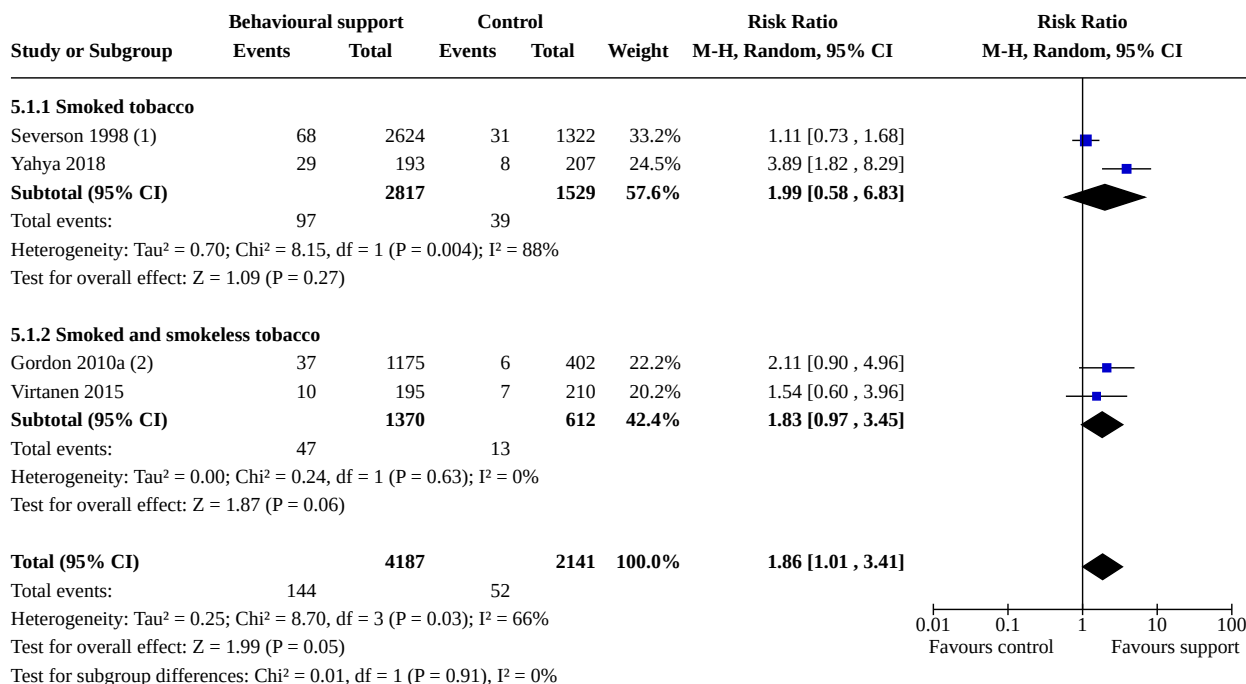 Behavioural support Control Risk Ratio Risk Ratio
Study or Subgroup Events Total Events Total Weight M-H, Random, 95% CI M-H, Random, 95% CI
5.1.1 Smoked tobacco
Severson 1998 (1) 68 2624 31 1322 33.2% 1.11 [0.73 , 1.68]
Yahya 2018 29 193 8 207 24.5% 3.89 [1.82 , 8.29]
Subtotal (95% CI) 2817 1529 57.6% 1.99 [0.58 , 6.83]
Total events: 97 39
Heterogeneity: Tau² = 0.70; Chi² = 8.15, df = 1 (P = 0.004); I² = 88%
Test for overall effect: Z = 1.09 (P = 0.27)
5.1.2 Smoked and smokeless tobacco
Gordon 2010a (2) 37 1175 6 402 22.2% 2.11 [0.90 , 4.96]
Virtanen 2015 10 195 7 210 20.2% 1.54 [0.60 , 3.96]
Subtotal (95% CI) 1370 612 42.4% 1.83 [0.97 , 3.45]
Total events: 47 13
Heterogeneity: Tau² = 0.00; Chi² = 0.24, df = 1 (P = 0.63); I² = 0%
Test for overall effect: Z = 1.87 (P = 0.06)
Total (95% CI) 4187 2141 100.0% 1.86 [1.01 , 3.41]
Total events: 144 52
Heterogeneity: Tau² = 0.25; Chi² = 8.70, df = 3 (P = 0.03); I² = 66%
Test for overall effect: Z = 1.99 (P = 0.05)
Test for subgroup differences: Chi² = 0.01, df = 1 (P = 0.91), I² = 0%
0.01 0.1 1 10 100
Favours control Favours support